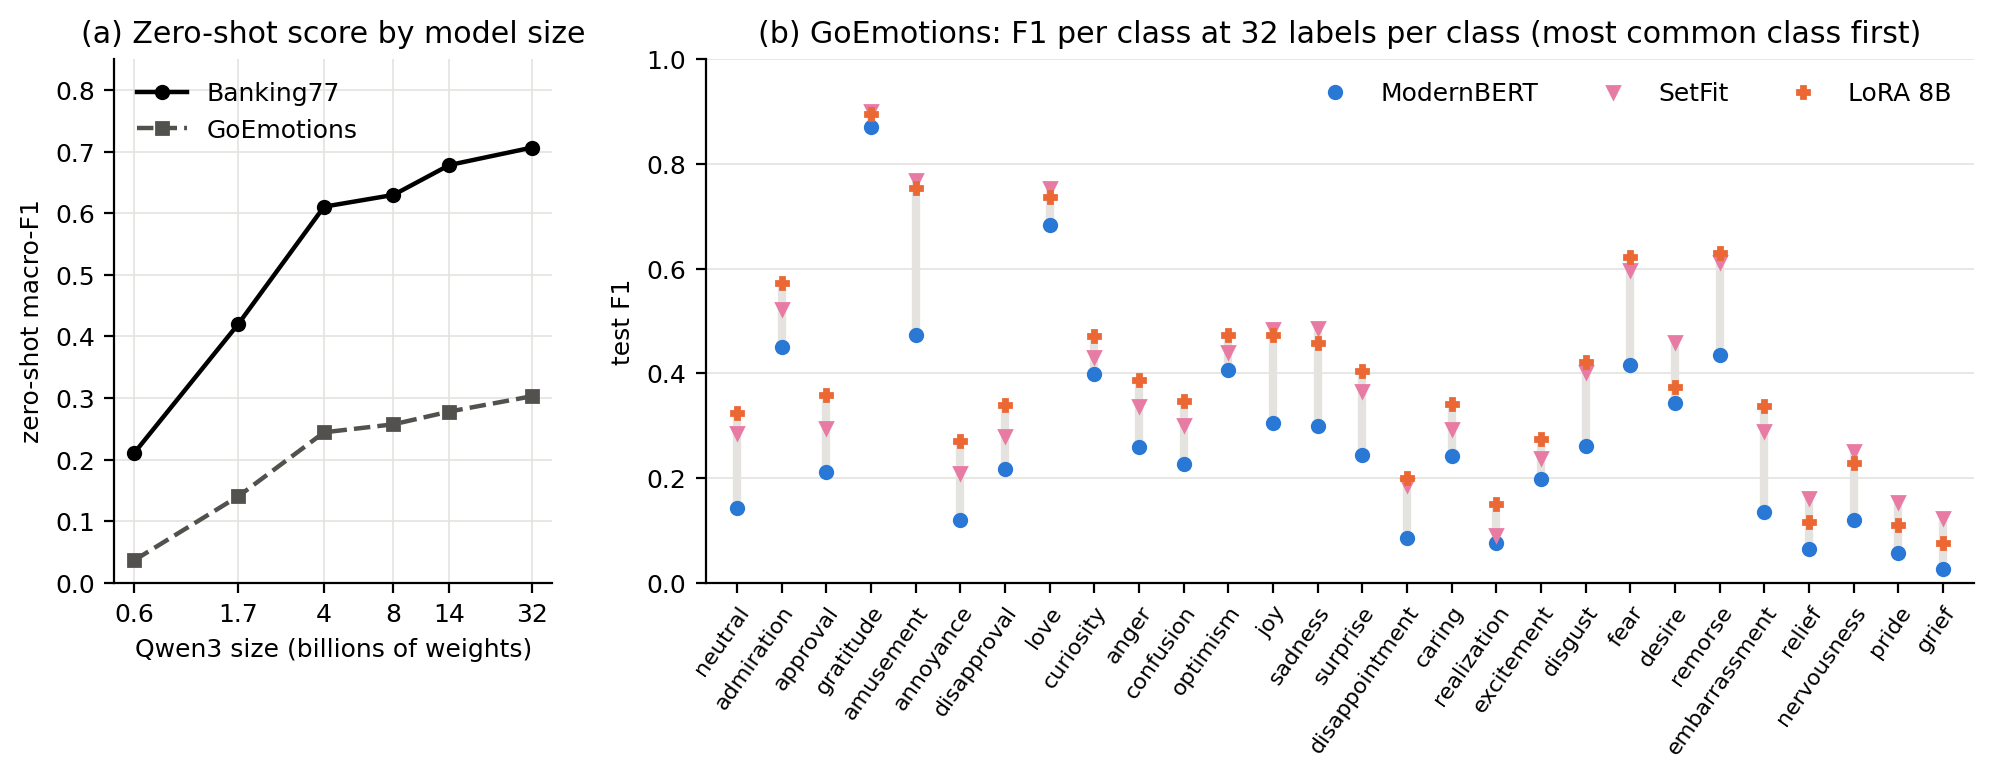 (a) Zero-shot score by model size
Banking77
GoEmotions
zero-shot macro-F1
0.8
0.7
0.6
0.5
0.4
0.3
0.2
0.1
0.0
0.6 1.7 4 8 14 32
Qwen3 size (billions of weights)
(b) GoEmotions: F1 per class at 32 labels per class (most common class first)
ModernBERT SetFit LoRA 8B
test F1
1.0
0.8
0.6
0.4
0.2
0.0
neutral
admiration
approval
gratitude
amusement
annoyance
disapproval
love
curiosity
anger
confusion
optimism
joy
sadness
surprise
disappointment
caring
realization
excitement
disgust
fear
desire
remorse
embarrassment
relief
nervousness
pride
grief